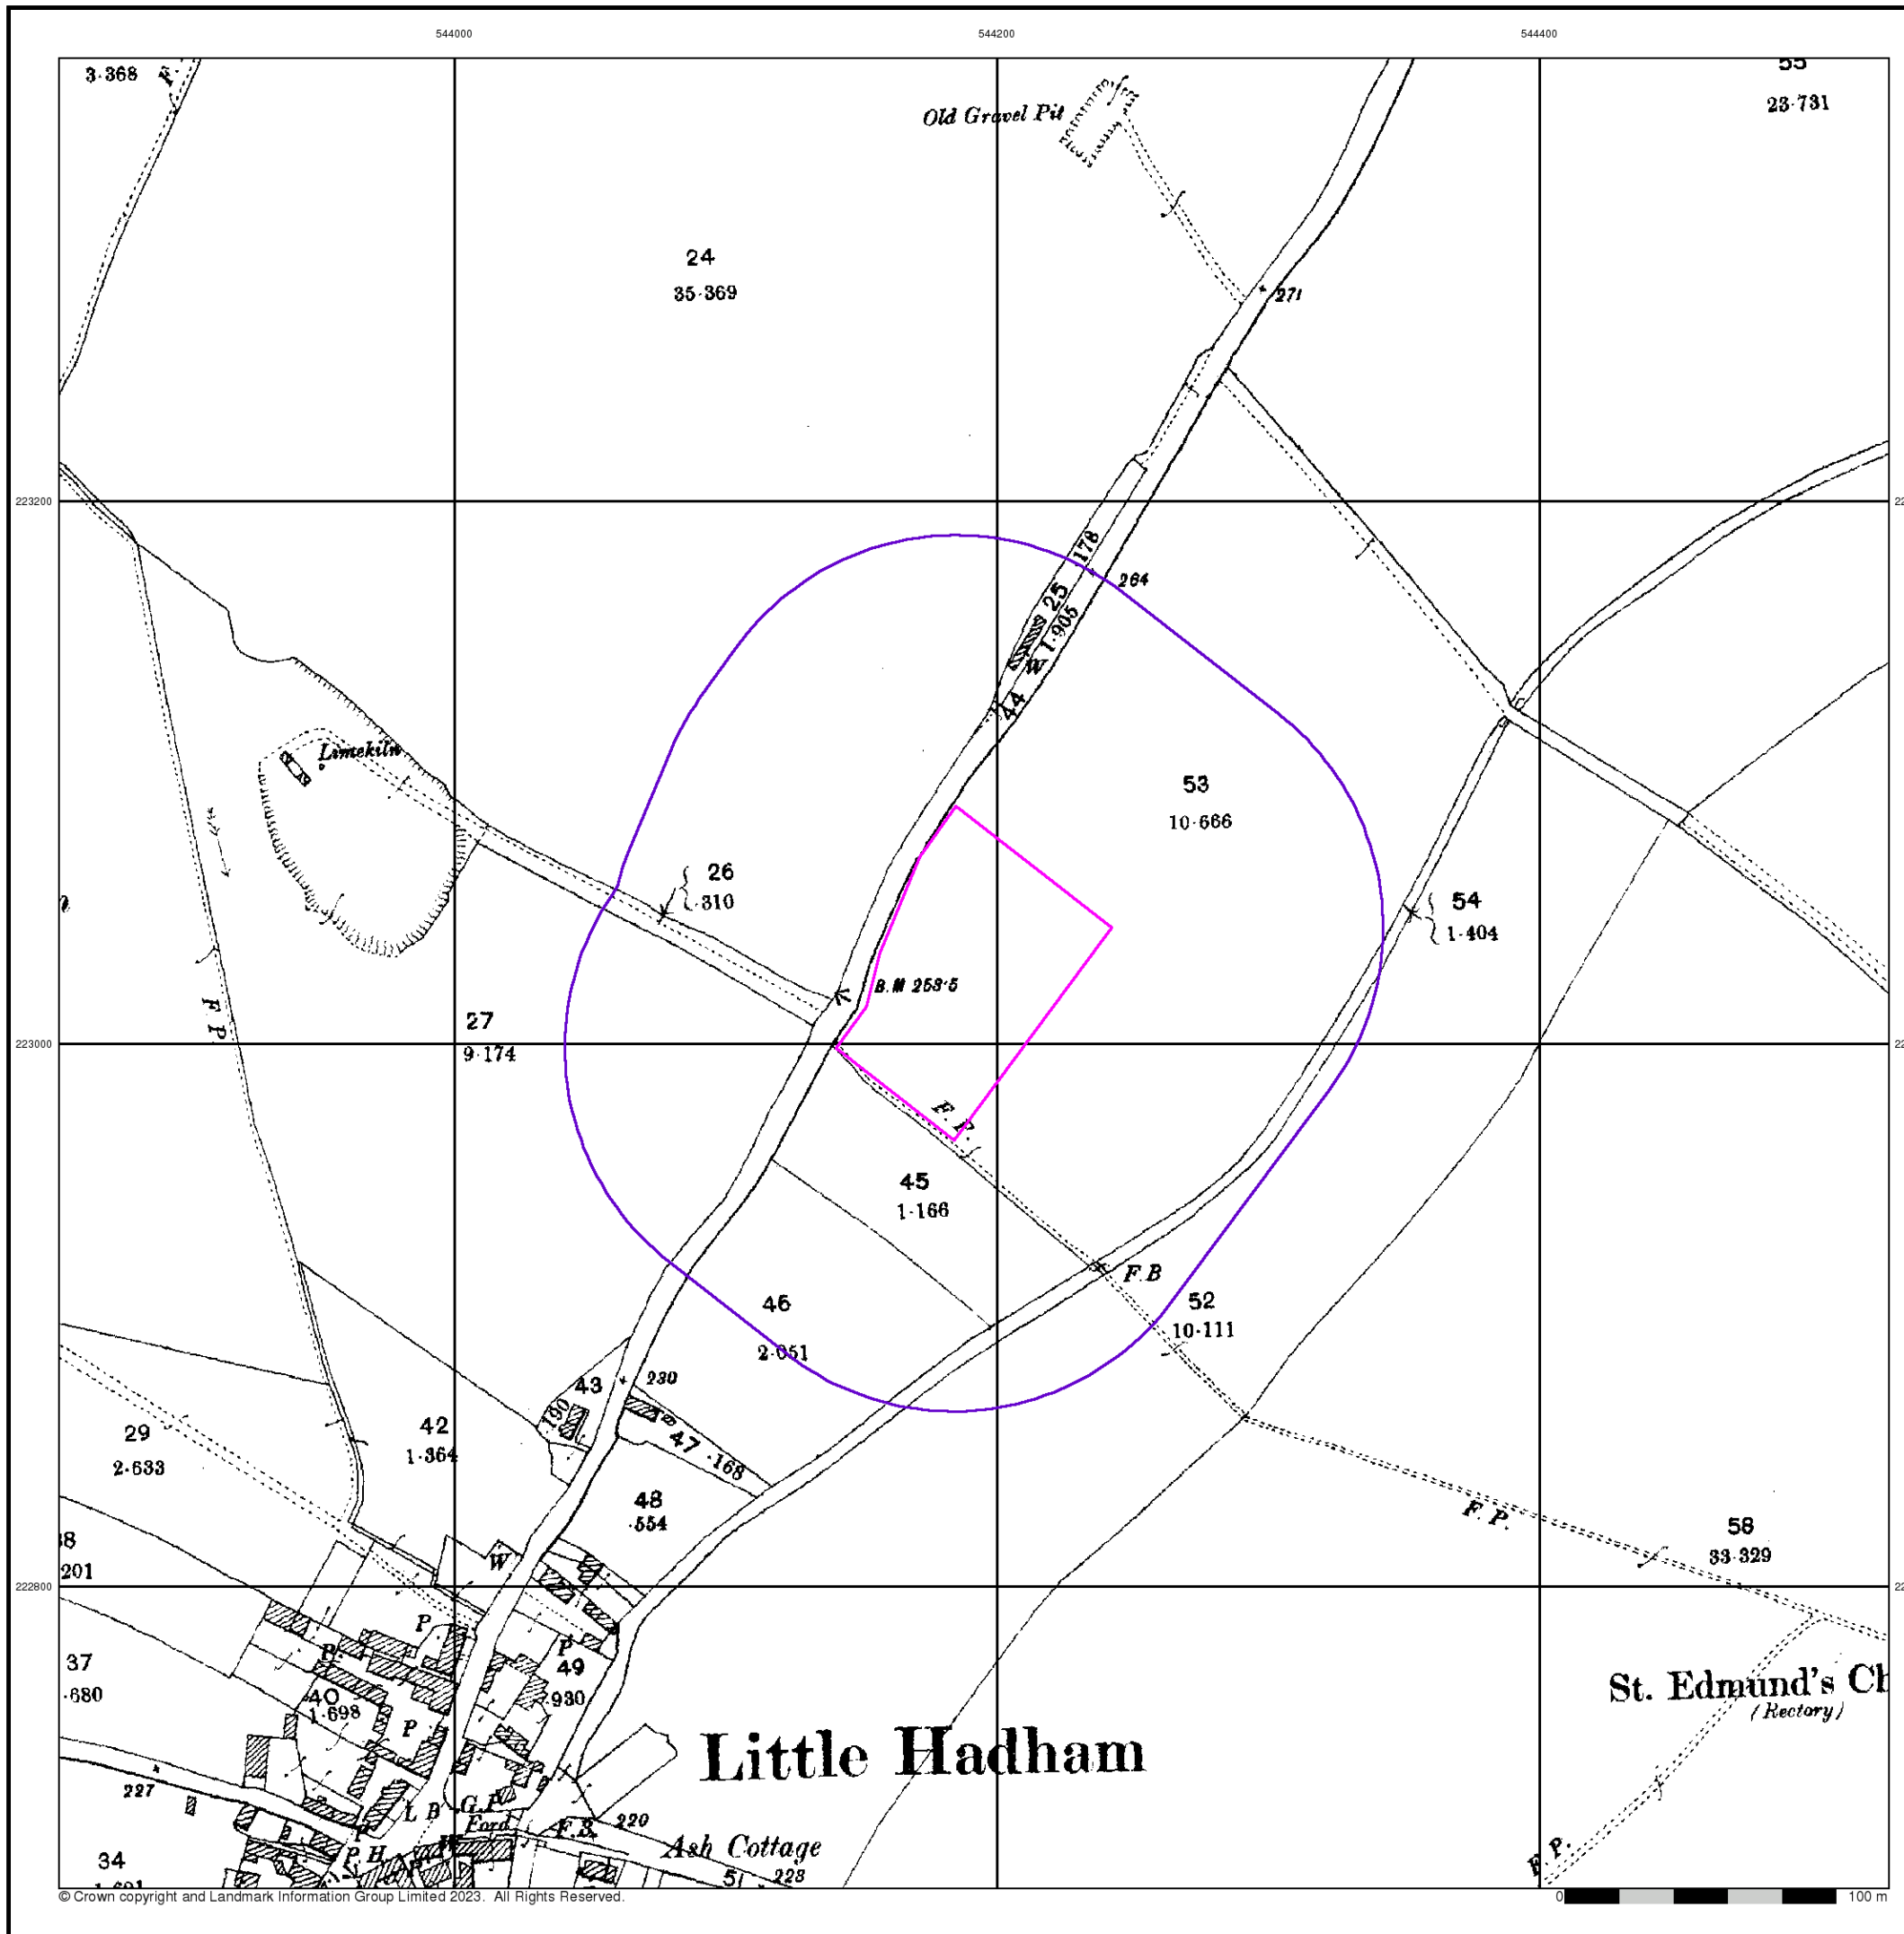 544000
544200
544400
3·368
F.
Old Gravel Pit
55
23·731
24
35·369
271
223200
178
25
264
1·905
W
44
Limekiln
53
10·666
26
·310
54
1·404
B.M 253·5
F. P
27
9·174
223000
F. P.
45
1·166
F. B
52
10·111
46
2·051
43
230
·190
29
2·633
42
1·364
47
·168
48
·554
F. P.
58
33·329
W
201
222800
P
P
B.
49
·930
37
·680
40
1·698
P
St. Edmund's
(Rectory)
Little Hadham
227
L B
G.P
Ford
F.B.
220
P
P. H.
W
Ash Cottage
F. P.
34
228
© Crown copyright and Landmark Information Group Limited 2023. All Rights Reserved.
0
100 m